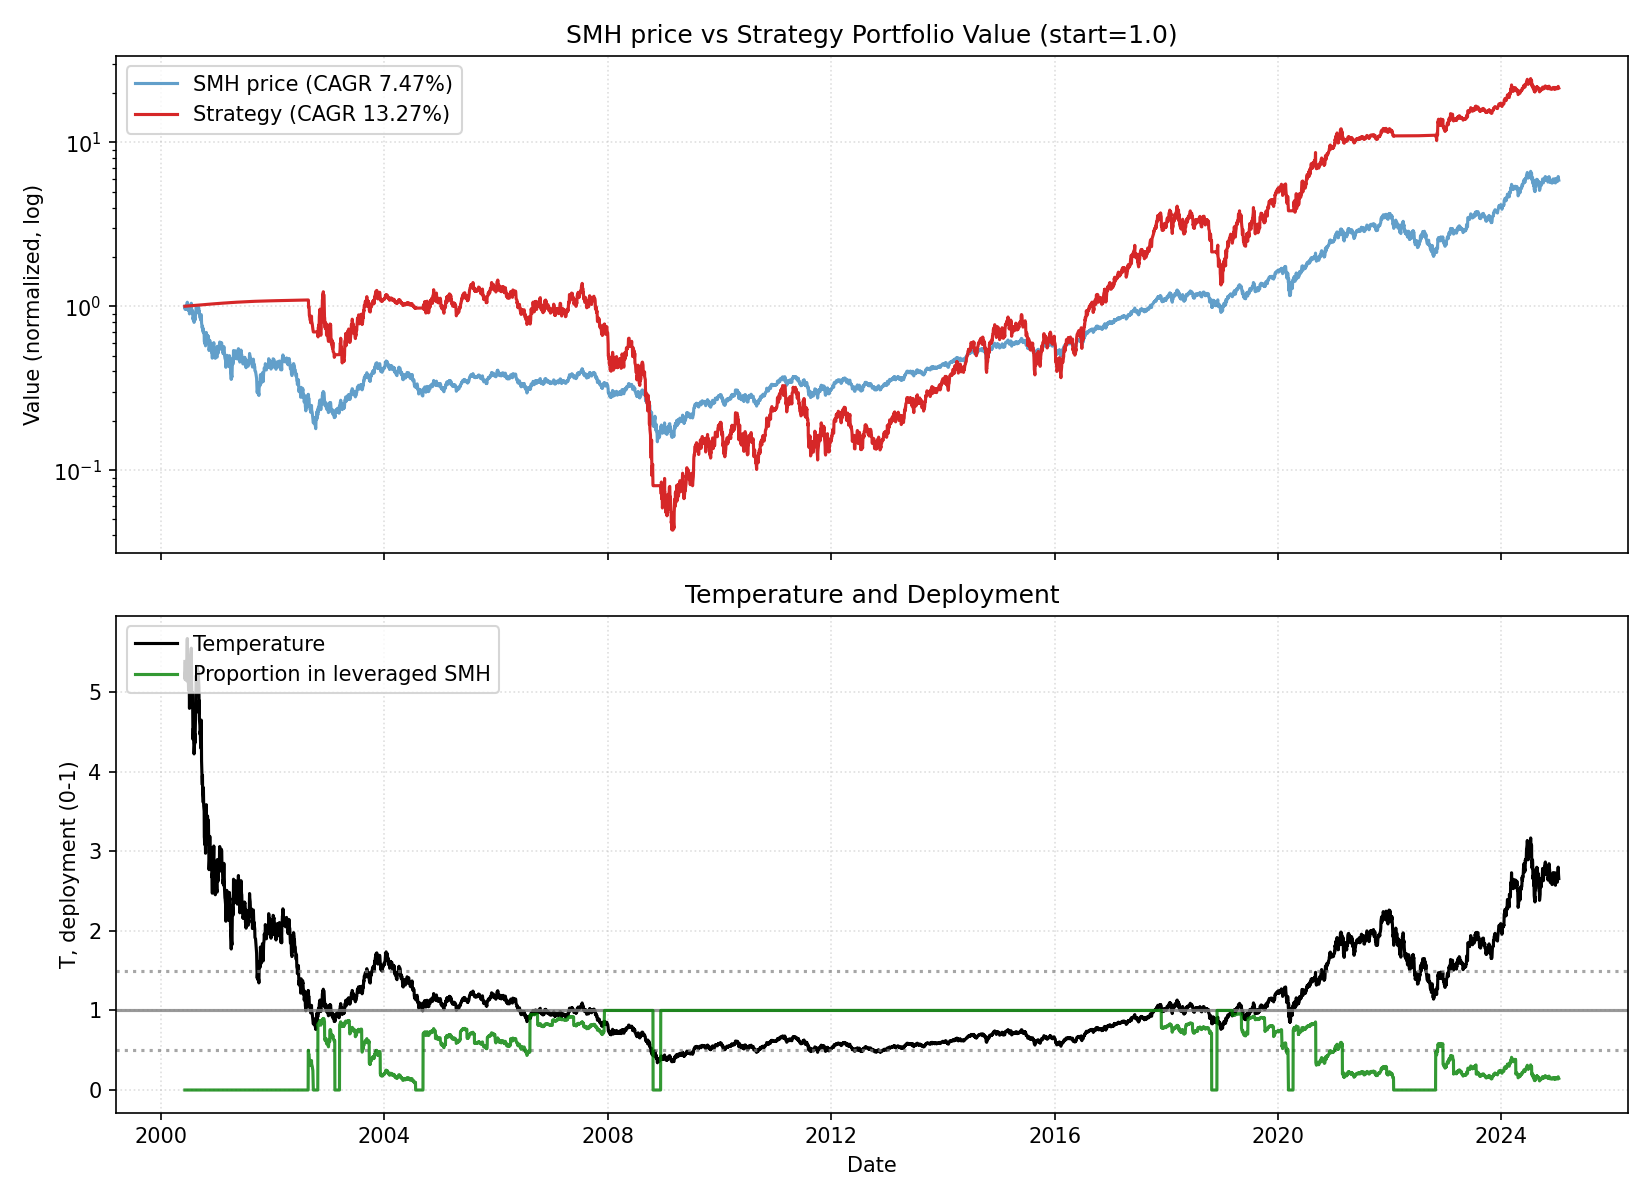 SMH price vs Strategy Portfolio Value (start=1.0)
SMH price (CAGR 7.47%)
Strategy (CAGR 13.27%)
Value (normalized, log)
10¹
10⁰
10⁻¹
Temperature and Deployment
Temperature
Proportion in leveraged SMH
T, deployment (0-1)
5
4
3
2
1
0
2000 2004 2008 2012 2016 2020 2024
Date